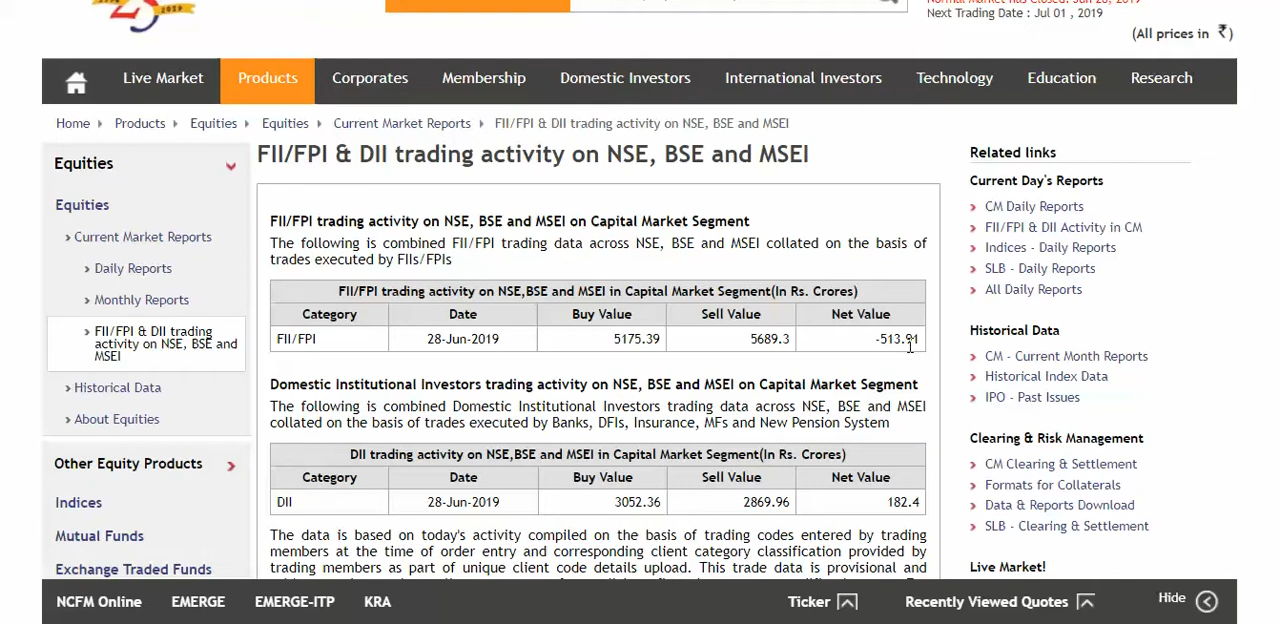 2019
Next Trading Date : Jul 01 , 2019
(All prices in ₹)
Live Market Products Corporates Membership Domestic Investors International Investors Technology Education Research
Home Products Equities Equities Current Market Reports FII/FPI & DII trading activity on NSE, BSE and MSEI
Equities
Equities
Current Market Reports
Daily Reports
Monthly Reports
FII/FPI & DII trading
activity on NSE, BSE and
MSEI
Historical Data
About Equities
Other Equity Products
Indices
Mutual Funds
Exchange Traded Funds
FII/FPI & DII trading activity on NSE, BSE and MSEI
FII/FPI trading activity on NSE, BSE and MSEI on Capital Market Segment
The following is combined FII/FPI trading data across NSE, BSE and MSEI collated on the basis of
trades executed by FIIs/FPIs
FII/FPI trading activity on NSE,BSE and MSEI in Capital Market Segment(In Rs. Crores)
Category Date Buy Value Sell Value Net Value
FII/FPI 28-Jun-2019 5175.39 5689.3 -513.91
Domestic Institutional Investors trading activity on NSE, BSE and MSEI on Capital Market Segment
The following is combined Domestic Institutional Investors trading data across NSE, BSE and MSEI
collated on the basis of trades executed by Banks, DFIs, Insurance, MFs and New Pension System
DII trading activity on NSE,BSE and MSEI in Capital Market Segment(In Rs. Crores)
Category Date Buy Value Sell Value Net Value
DII 28-Jun-2019 3052.36 2869.96 182.4
The data is based on today's activity compiled on the basis of trading codes entered by trading
members at the time of order entry and corresponding client category classification provided by
trading members as part of unique client code details upload. This trade data is provisional and
Related links
Current Day's Reports
CM Daily Reports
FII/FPI & DII Activity in CM
Indices - Daily Reports
SLB - Daily Reports
All Daily Reports
Historical Data
CM - Current Month Reports
Historical Index Data
IPO - Past Issues
Clearing & Risk Management
CM Clearing & Settlement
Formats for Collaterals
Data & Reports Download
SLB - Clearing & Settlement
Live Market!
NCFM Online EMERGE EMERGE-ITP KRA Ticker Recently Viewed Quotes Hide